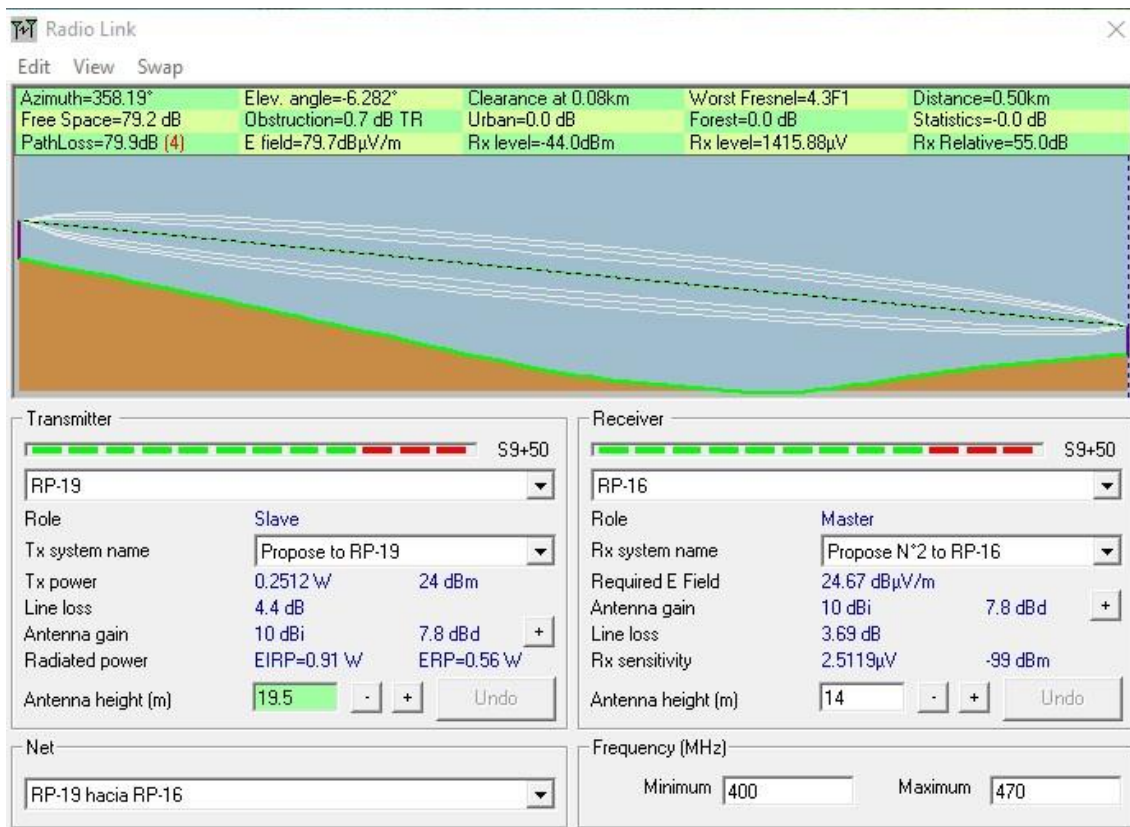 Radio Link
Edit View Swap
Azimuth=358.19° Elev. angle=-6.282° Clearance at 0.08km Worst Fresnel=4.3F1 Distance=0.50km
Free Space=79.2 dB Obstruction=0.7 dB TR Urban=0.0 dB Forest=0.0 dB Statistics=-0.0 dB
PathLoss=79.9dB (4) E field=79.7dBµV/m Rx level=-44.0dBm Rx level=1415.88µV Rx Relative=55.0dB
Transmitter
S9+50
RP-19
Role Slave
Tx system name Propose to RP-19
Tx power 0.2512 W 24 dBm
Line loss 4.4 dB
Antenna gain 10 dBi 7.8 dBd +
Radiated power EIRP=0.91 W ERP=0.56 W
Antenna height (m) 19.5 - + Undo
Receiver
S9+50
RP-16
Role Master
Rx system name Propose N°2 to RP-16
Required E Field 24.67 dBµV/m
Antenna gain 10 dBi 7.8 dBd +
Line loss 3.69 dB
Rx sensitivity 2.5119µV -99 dBm
Antenna height (m) 14 - + Undo
Net
RP-19 hacia RP-16
Frequency (MHz)
Minimum 400 Maximum 470